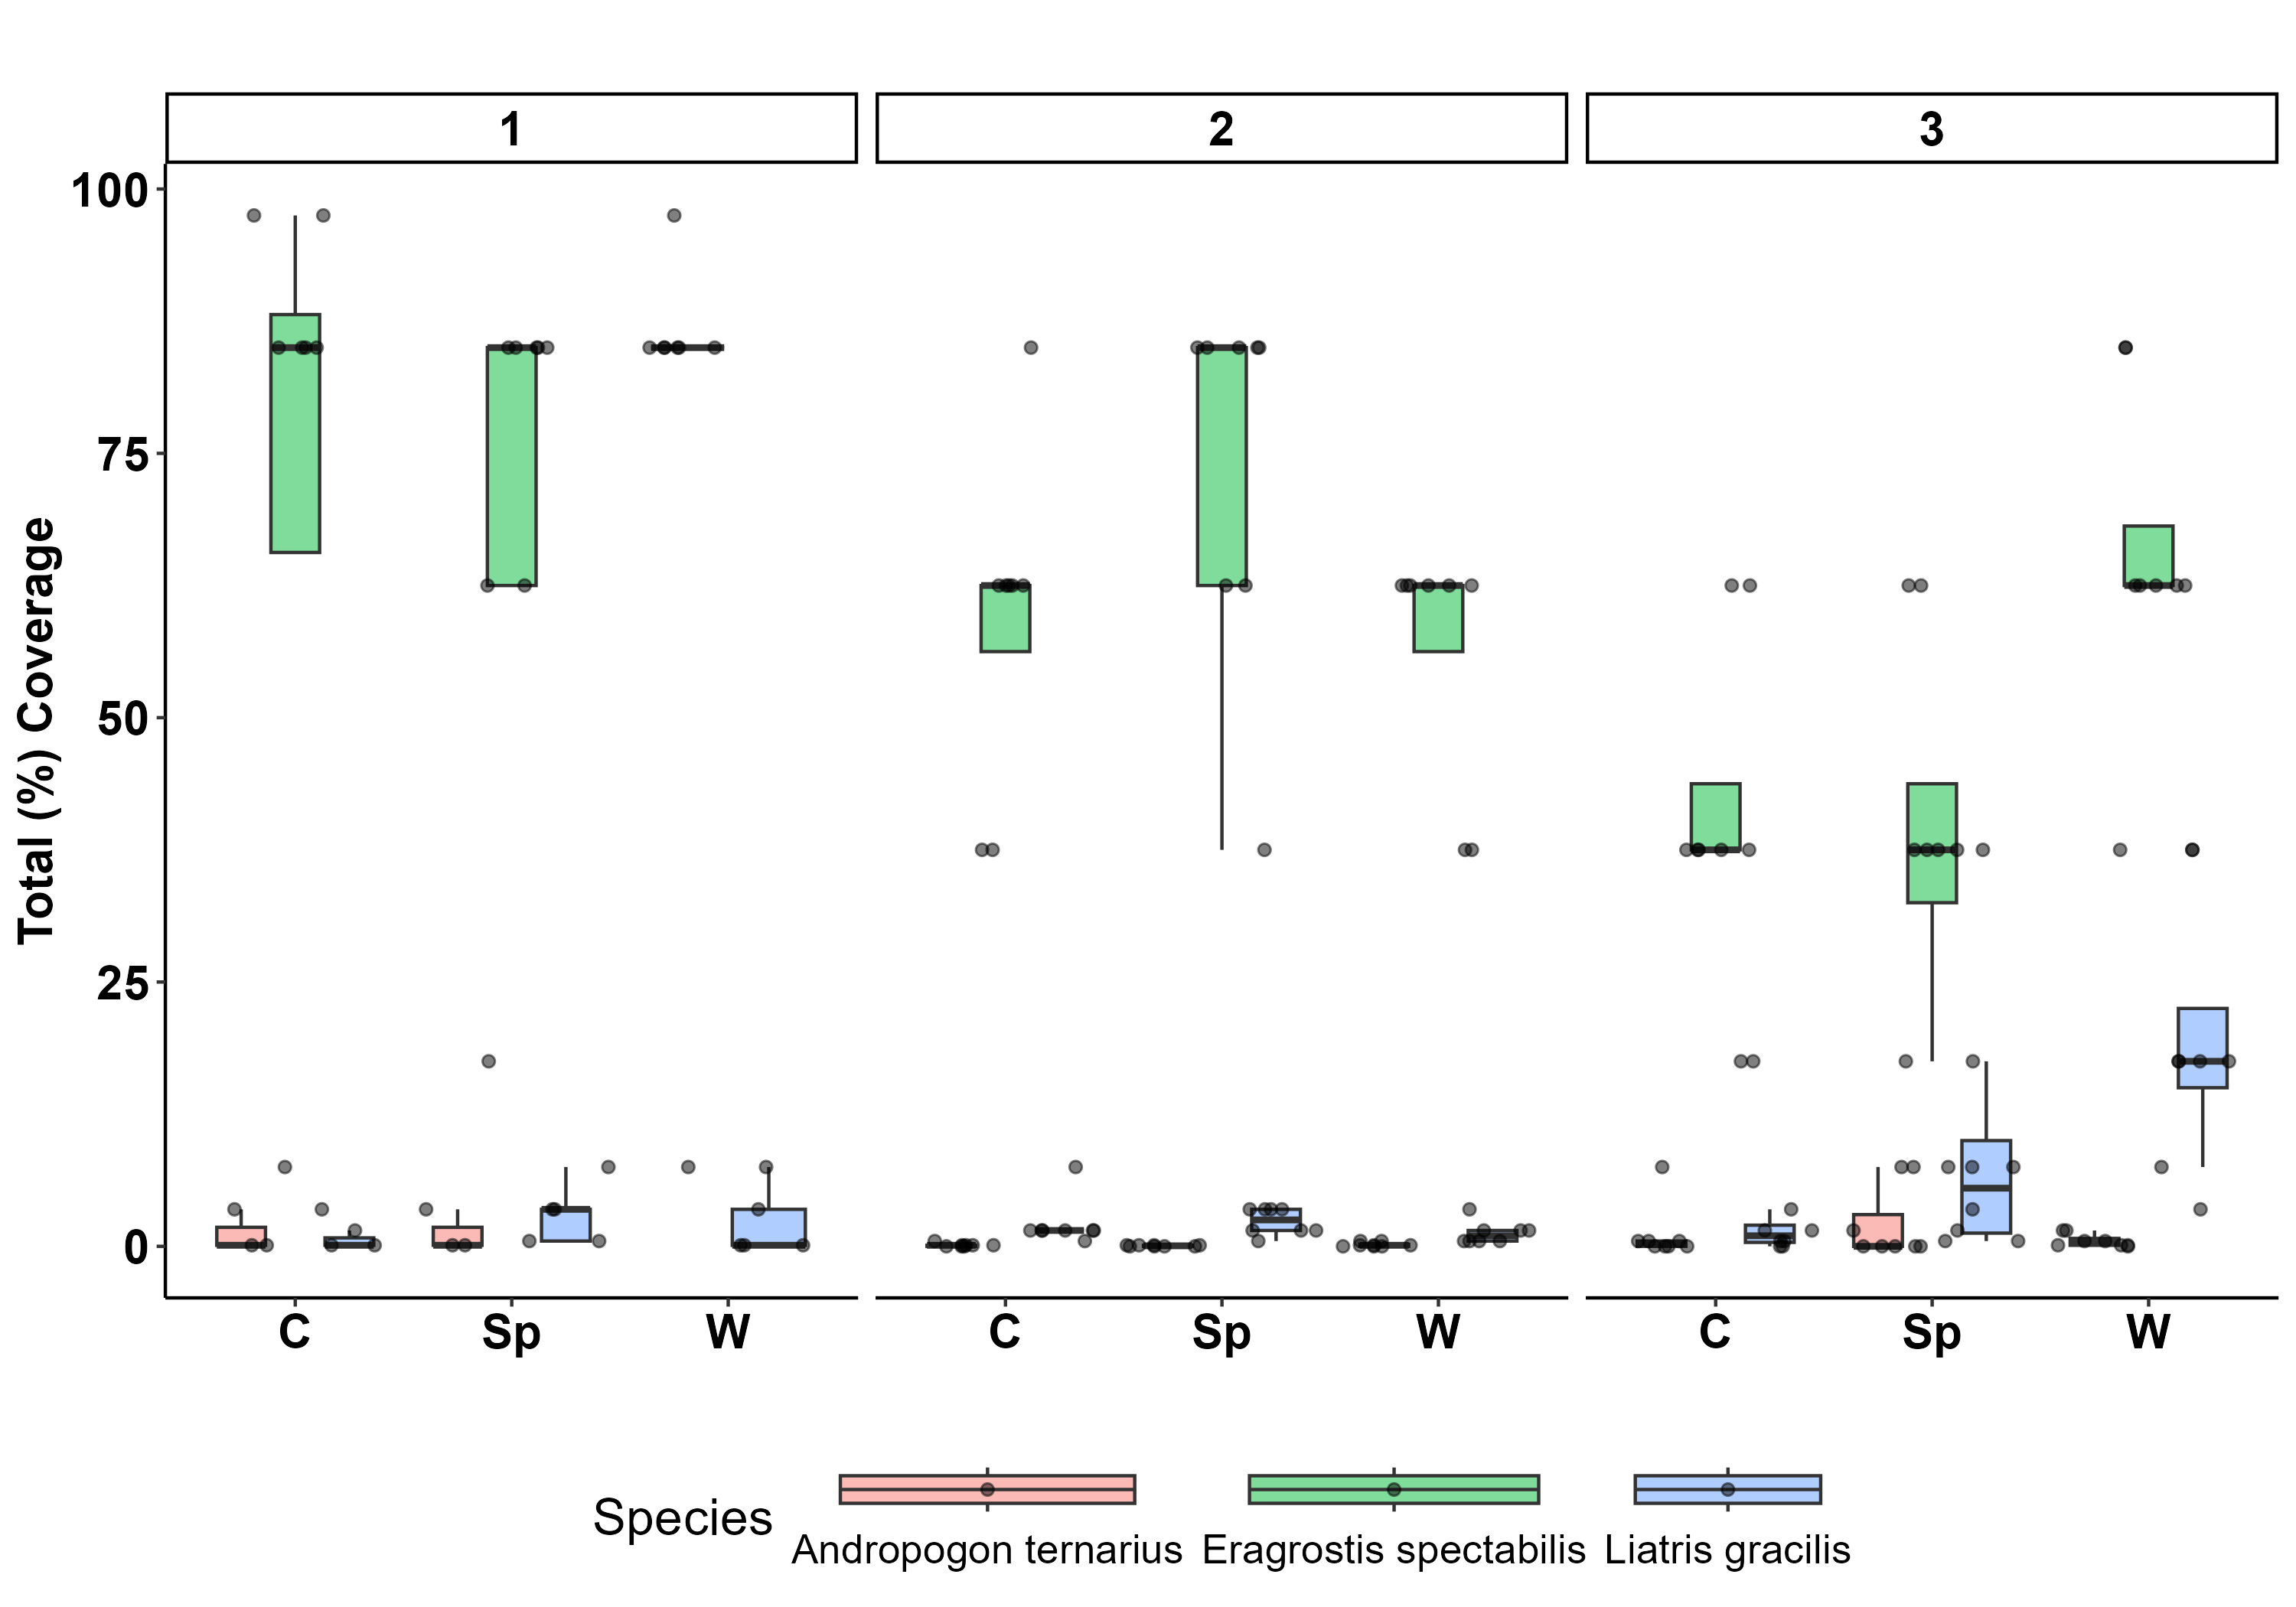 1 2 3
100
75
50
25
0
Total (%) Coverage
C Sp W C Sp W C Sp W
Species
Andropogon ternarius Eragrostis spectabilis Liatris gracilis